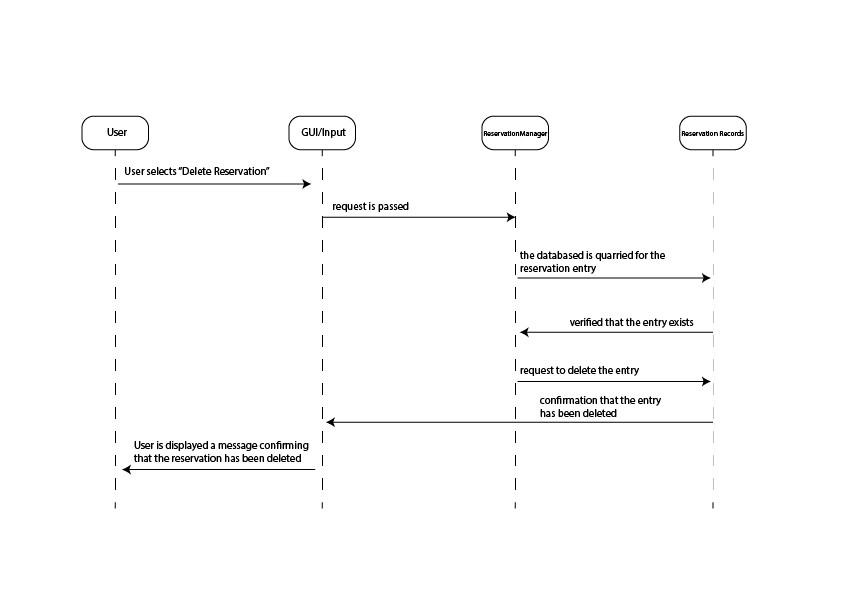 User
GUI/Input
ReservationManager
Reservation Records
User selects “Delete Reservation”
request is passed
the databased is quarried for the
reservation entry
verified that the entry exists
request to delete the entry
confirmation that the entry
has been deleted
User is displayed a message confirming
that the reservation has been deleted